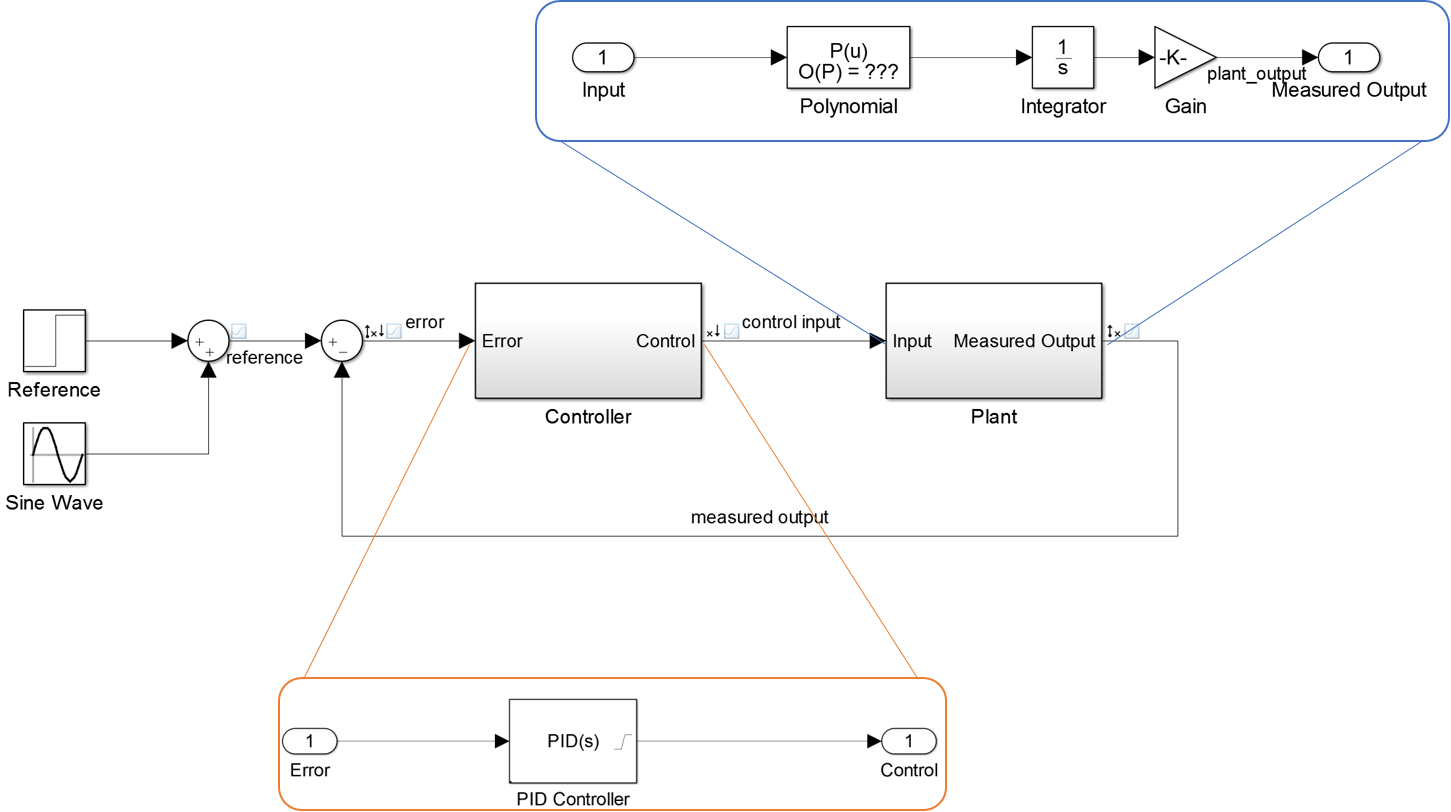 1
Input
P(u)
O(P) = ???
Polynomial
1
s
Integrator
-K-
Gain
plant_output
1
Measured Output
Reference
Sine Wave
+
+
reference
+
−
error
Error
Control
Controller
control input
Input
Measured Output
Plant
measured output
1
Error
PID(s)
PID Controller
1
Control